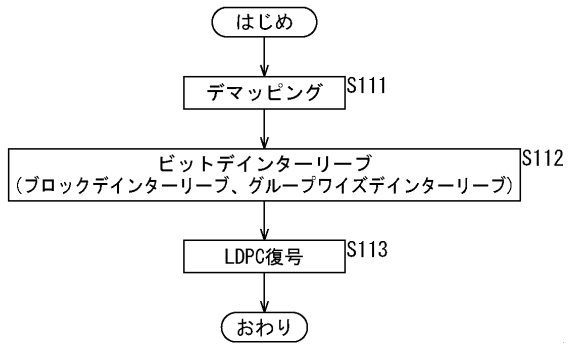 はじめ
デマッピング
S111
ビットデインターリーブ
S112
(ブロックデインターリーブ、グループワイズデインターリーブ)
LDPC復号
S113
おわり